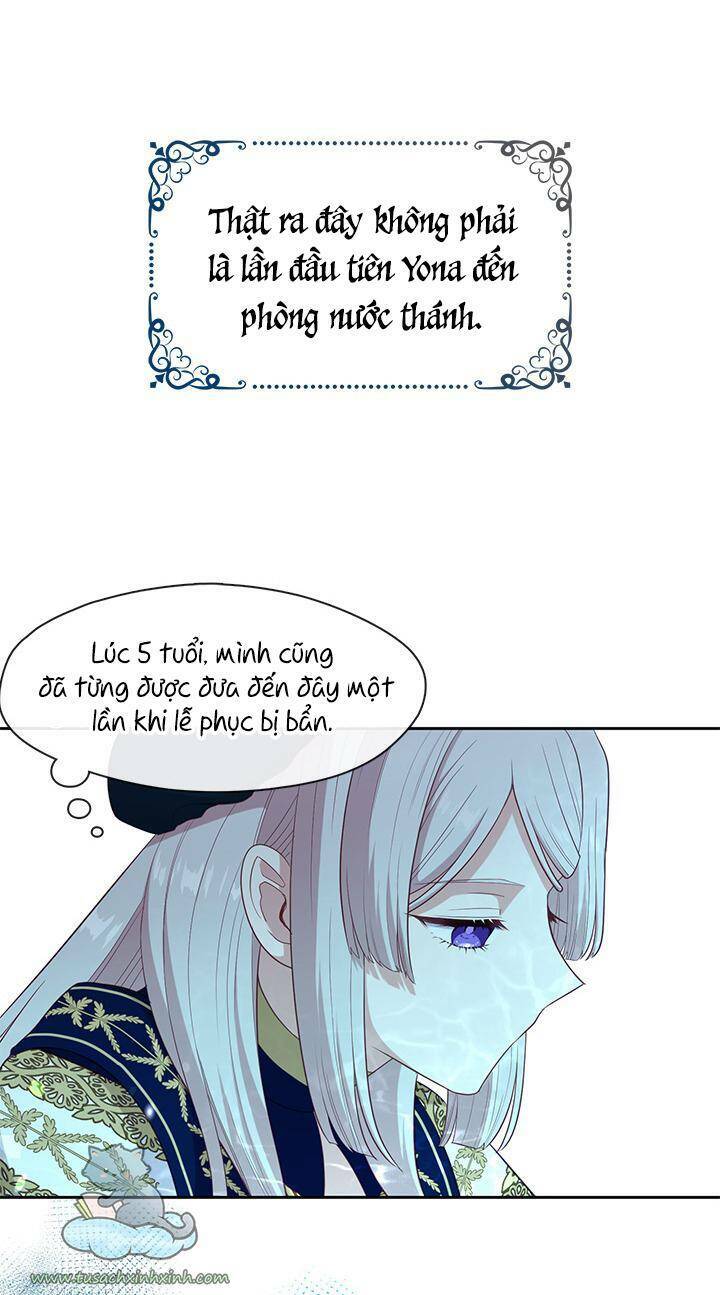 Thật ra đây không phải
là lần đầu tiên Yona đến
phòng nước thánh.
Lúc 5 tuổi, mình cũng
đã từng được đưa đến đây một
lần khi lễ phục bị bẩn.
www.tusachxinhxinh.com